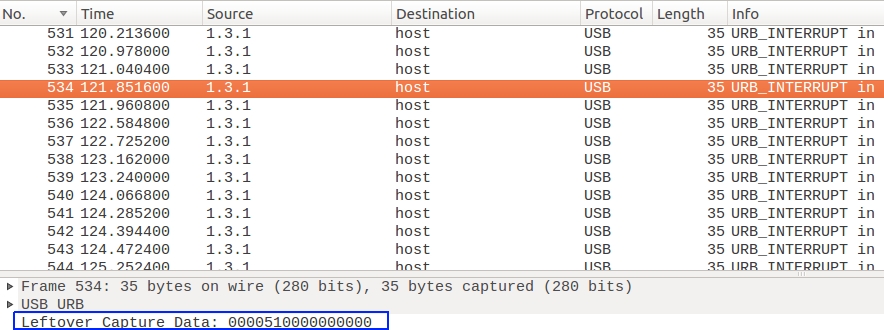 No. Time Source Destination Protocol Length Info
531 120.213600 1.3.1 host USB 35 URB_INTERRUPT in
532 120.978000 1.3.1 host USB 35 URB_INTERRUPT in
533 121.040400 1.3.1 host USB 35 URB_INTERRUPT in
534 121.851600 1.3.1 host USB 35 URB_INTERRUPT in
535 121.960800 1.3.1 host USB 35 URB_INTERRUPT in
536 122.584800 1.3.1 host USB 35 URB_INTERRUPT in
537 122.725200 1.3.1 host USB 35 URB_INTERRUPT in
538 123.162000 1.3.1 host USB 35 URB_INTERRUPT in
539 123.240000 1.3.1 host USB 35 URB_INTERRUPT in
540 124.066800 1.3.1 host USB 35 URB_INTERRUPT in
541 124.285200 1.3.1 host USB 35 URB_INTERRUPT in
542 124.394400 1.3.1 host USB 35 URB_INTERRUPT in
543 124.472400 1.3.1 host USB 35 URB_INTERRUPT in
544 125.252400 1.3.1 host USB 35 URB_INTERRUPT in
Frame 534: 35 bytes on wire (280 bits), 35 bytes captured (280 bits)
USB URB
Leftover Capture Data: 0000510000000000